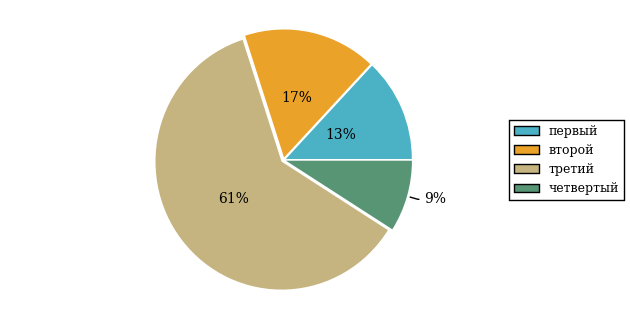 17%
13%
61%
9%
первый
второй
третий
четвертый